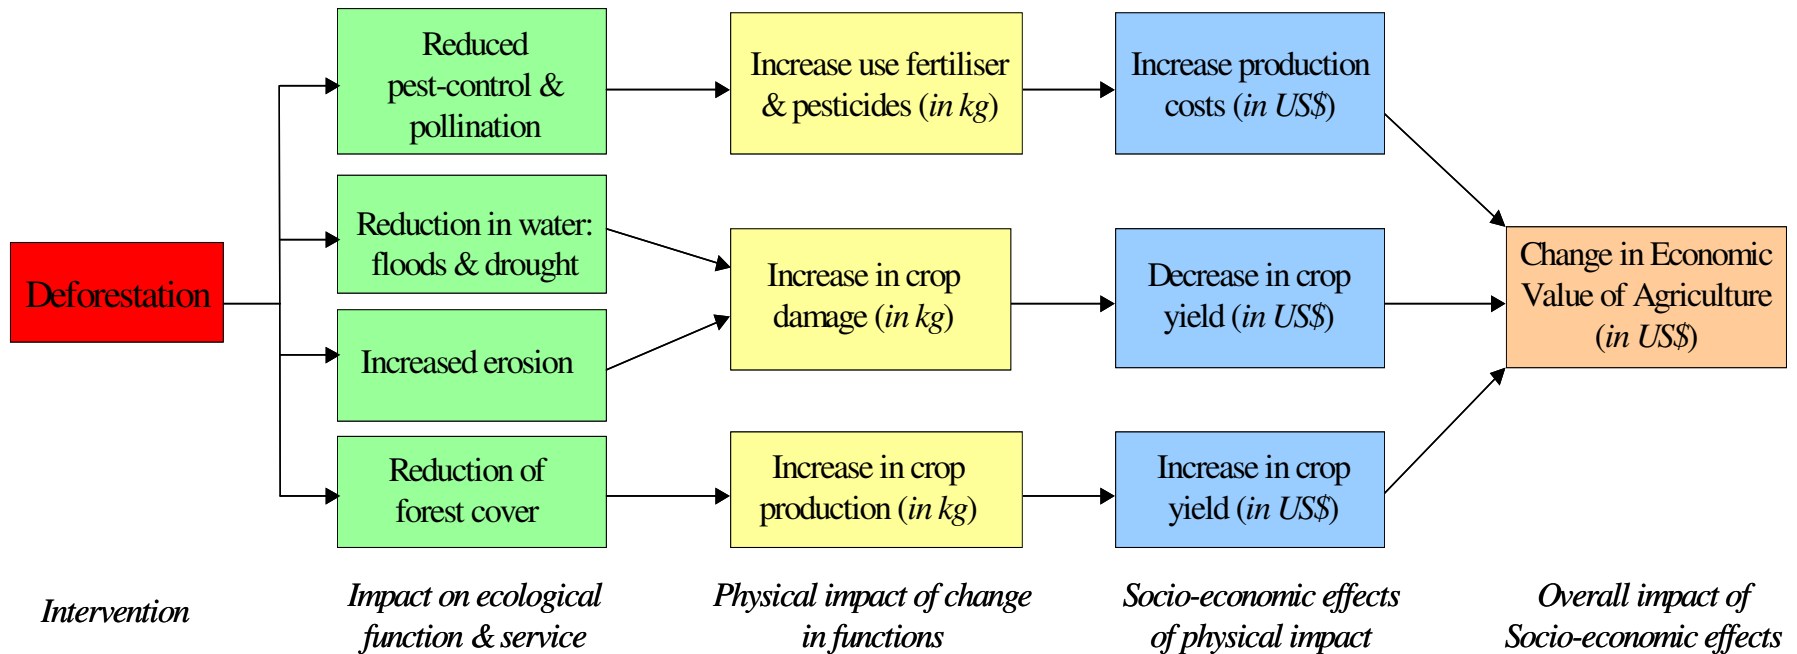 Reduced
pest-control &
pollination
Increase use fertiliser
& pesticides (in kg)
Increase production
costs (in US$)
Deforestation
Reduction in water:
floods & drought
Increased erosion
Increase in crop
damage (in kg)
Decrease in crop
yield (in US$)
Change in Economic
Value of Agriculture
(in US$)
Reduction of
forest cover
Increase in crop
production (in kg)
Increase in crop
yield (in US$)
Intervention
Impact on ecological
function & service
Physical impact of change
in functions
Socio-economic effects
of physical impact
Overall impact of
Socio-economic effects